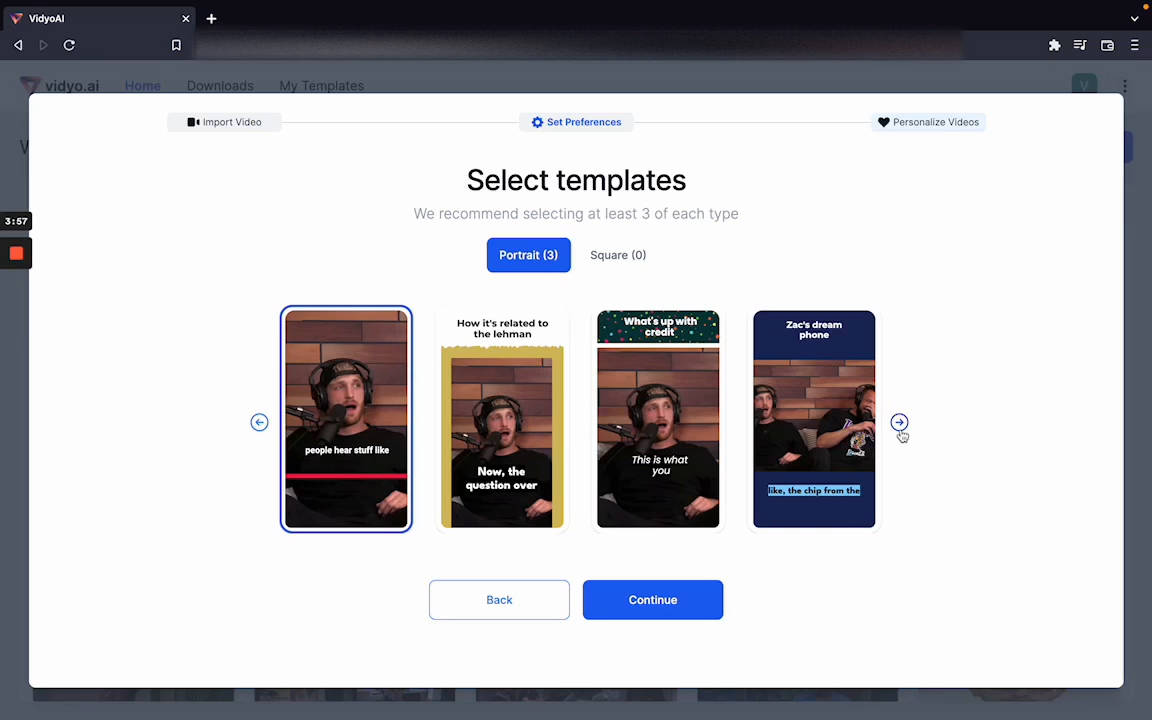 VidyoAI
vidyo.ai
Home
Downloads
My Templates
V
Import Video
Set Preferences
Personalize Videos
Select templates
We recommend selecting at least 3 of each type
3:57
Portrait (3)
Square (0)
people hear stuff like
How it's related to
the lehman
Now, the
question over
What's up with
credit
This is what
you
Zac's dream
phone
like, the chip from the
Back
Continue